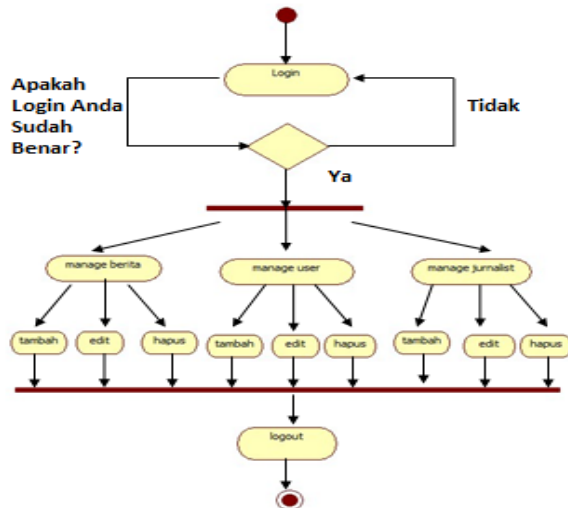 Login
Apakah
Login Anda
Sudah
Benar?
Tidak
Ya
manage berita
manage user
manage jurnalist
tambah
edit
hapus
tambah
edit
hapus
tambah
edit
hapus
logout